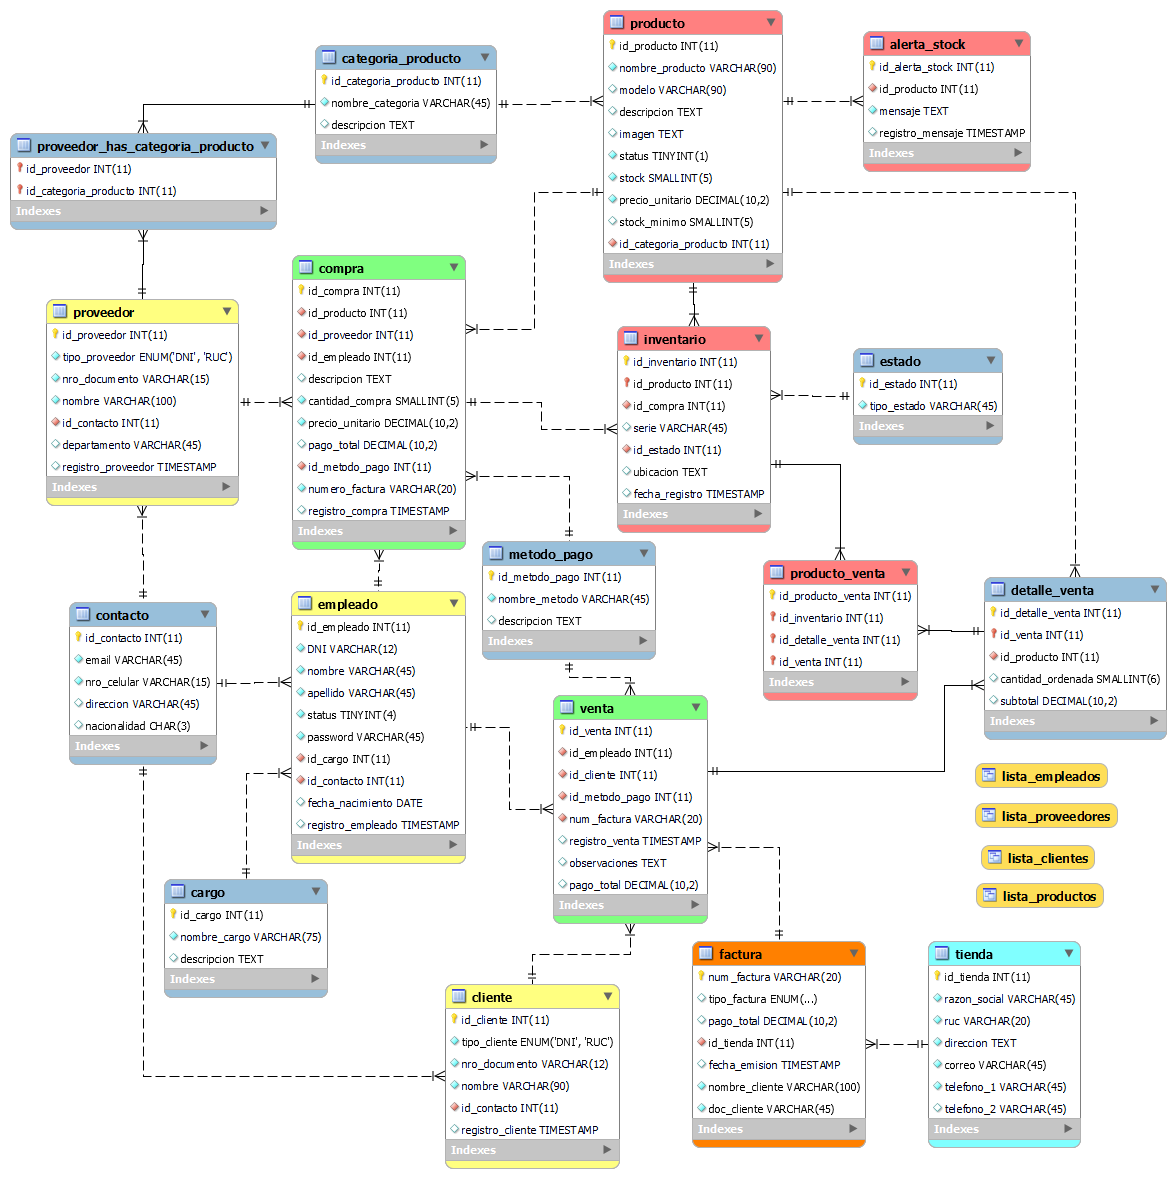 producto
id_producto INT(11)
nombre_producto VARCHAR(90)
modelo VARCHAR(90)
descripcion TEXT
imagen TEXT
status TINYINT(1)
stock SMALLINT(5)
precio_unitario DECIMAL(10,2)
stock_minimo SMALLINT(5)
id_categoria_producto INT(11)
Indexes
alerta_stock
id_alerta_stock INT(11)
id_producto INT(11)
mensaje TEXT
registro_mensaje TIMESTAMP
Indexes
categoria_producto
id_categoria_producto INT(11)
nombre_categoria VARCHAR(45)
descripcion TEXT
Indexes
proveedor_has_categoria_producto
id_proveedor INT(11)
id_categoria_producto INT(11)
Indexes
compra
id_compra INT(11)
id_producto INT(11)
id_proveedor INT(11)
id_empleado INT(11)
descripcion TEXT
cantidad_compra SMALLINT(5)
precio_unitario DECIMAL(10,2)
pago_total DECIMAL(10,2)
id_metodo_pago INT(11)
numero_factura VARCHAR(20)
registro_compra TIMESTAMP
Indexes
proveedor
id_proveedor INT(11)
tipo_proveedor ENUM('DNI', 'RUC')
nro_documento VARCHAR(15)
nombre VARCHAR(100)
id_contacto INT(11)
departamento VARCHAR(45)
registro_proveedor TIMESTAMP
Indexes
inventario
id_inventario INT(11)
id_producto INT(11)
id_compra INT(11)
serie VARCHAR(45)
id_estado INT(11)
ubicacion TEXT
fecha_registro TIMESTAMP
Indexes
estado
id_estado INT(11)
tipo_estado VARCHAR(45)
Indexes
metodo_pago
id_metodo_pago INT(11)
nombre_metodo VARCHAR(45)
descripcion TEXT
Indexes
producto_venta
id_producto_venta INT(11)
id_inventario INT(11)
id_detalle_venta INT(11)
id_venta INT(11)
Indexes
detalle_venta
id_detalle_venta INT(11)
id_venta INT(11)
id_producto INT(11)
cantidad_ordenada SMALLINT(6)
subtotal DECIMAL(10,2)
Indexes
contacto
id_contacto INT(11)
email VARCHAR(45)
nro_celular VARCHAR(15)
direccion VARCHAR(45)
nacionalidad CHAR(3)
Indexes
empleado
id_empleado INT(11)
DNI VARCHAR(12)
nombre VARCHAR(45)
apellido VARCHAR(45)
status TINYINT(4)
password VARCHAR(45)
id_cargo INT(11)
id_contacto INT(11)
fecha_nacimiento DATE
registro_empleado TIMESTAMP
Indexes
venta
id_venta INT(11)
id_empleado INT(11)
id_cliente INT(11)
id_metodo_pago INT(11)
num_factura VARCHAR(20)
registro_venta TIMESTAMP
observaciones TEXT
pago_total DECIMAL(10,2)
Indexes
lista_empleados
lista_proveedores
lista_clientes
lista_productos
cargo
id_cargo INT(11)
nombre_cargo VARCHAR(75)
descripcion TEXT
Indexes
cliente
id_cliente INT(11)
tipo_cliente ENUM('DNI', 'RUC')
nro_documento VARCHAR(12)
nombre VARCHAR(90)
id_contacto INT(11)
registro_cliente TIMESTAMP
Indexes
factura
num_factura VARCHAR(20)
tipo_factura ENUM(...)
pago_total DECIMAL(10,2)
id_tienda INT(11)
fecha_emision TIMESTAMP
nombre_cliente VARCHAR(100)
doc_cliente VARCHAR(45)
Indexes
tienda
id_tienda INT(11)
razon_social VARCHAR(45)
ruc VARCHAR(20)
direccion TEXT
correo VARCHAR(45)
telefono_1 VARCHAR(45)
telefono_2 VARCHAR(45)
Indexes